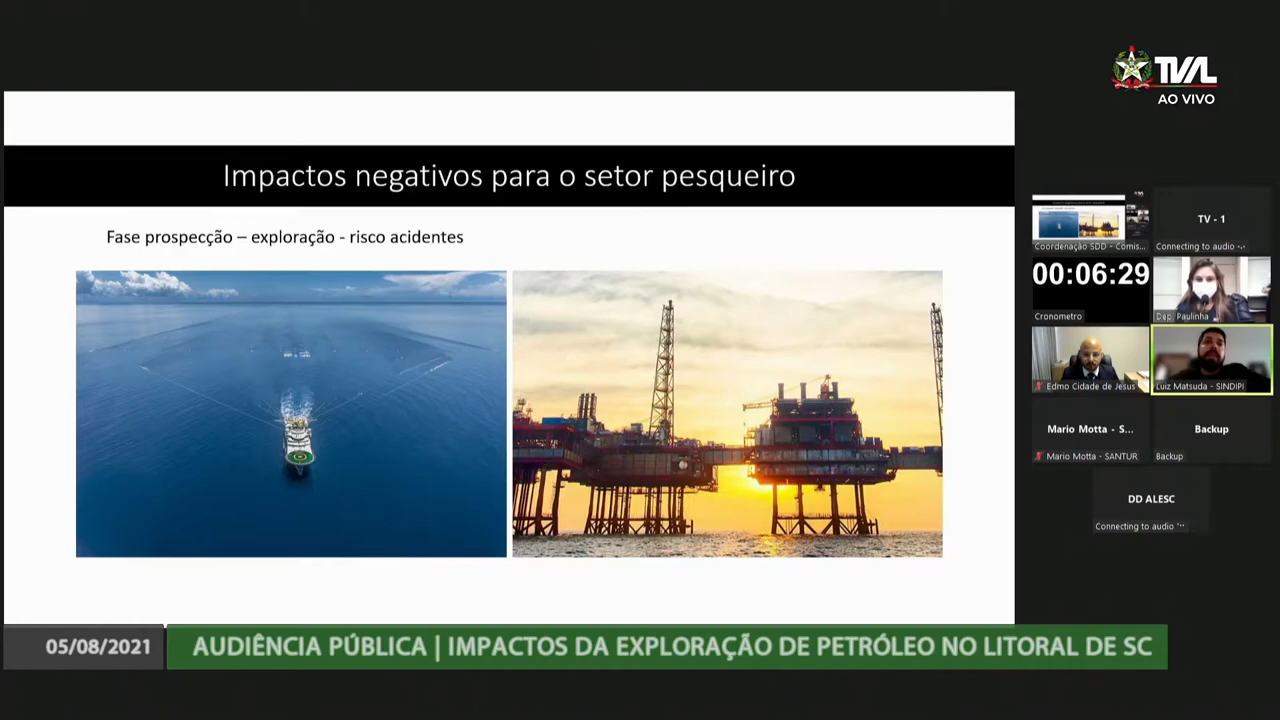 TVAL
AO VIVO
Impactos negativos para o setor pesqueiro
Fase prospecção – exploração - risco acidentes
Coordenação SDD - Comis...
TV - 1
Connecting to audio
00:06:29
Cronometro
Dep. Paulinha
Edmo Cidade de Jesus
Luiz Matsuda - SINDIPI
Mario Motta - S...
Mario Motta - SANTUR
Backup
Backup
DD ALESC
Connecting to audio
05/08/2021
AUDIÊNCIA PÚBLICA | IMPACTOS DA EXPLORAÇÃO DE PETRÓLEO NO LITORAL DE SC